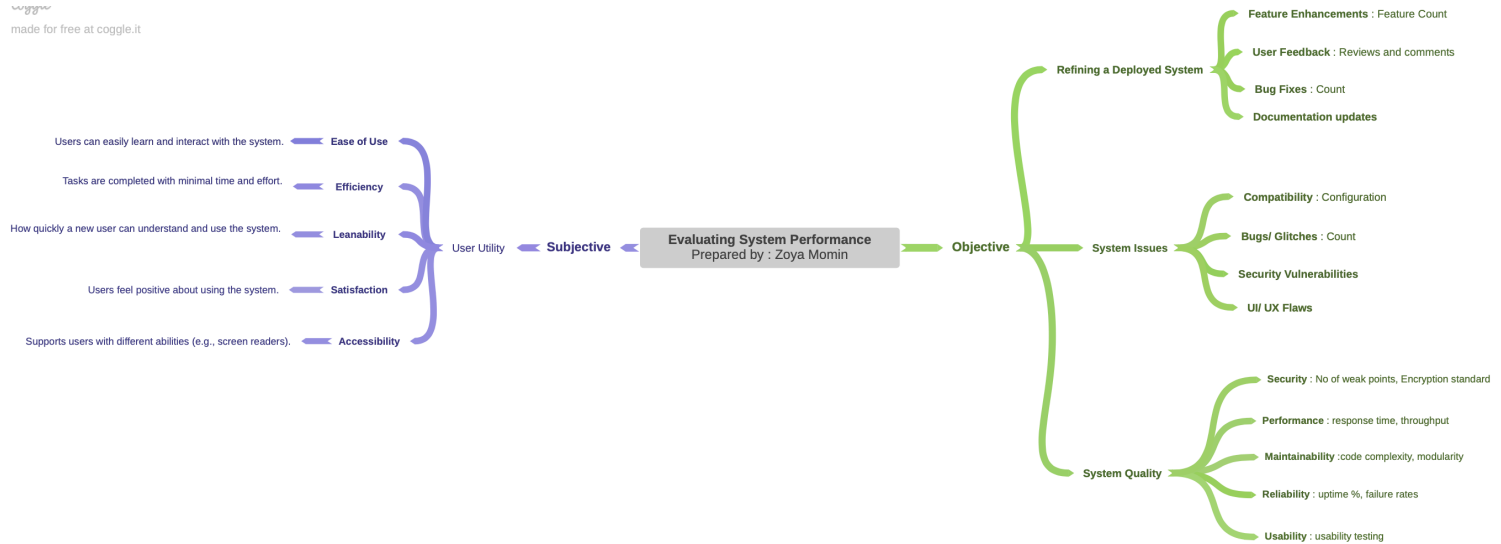 coggle
made for free at coggle.it
Evaluating System Performance
Prepared by : Zoya Momin
Subjective
User Utility
Ease of Use
Users can easily learn and interact with the system.
Efficiency
Tasks are completed with minimal time and effort.
Leanability
How quickly a new user can understand and use the system.
Satisfaction
Users feel positive about using the system.
Accessibility
Supports users with different abilities (e.g., screen readers).
Objective
Refining a Deployed System
Feature Enhancements : Feature Count
User Feedback : Reviews and comments
Bug Fixes : Count
Documentation updates
System Issues
Compatibility : Configuration
Bugs/ Glitches : Count
Security Vulnerabilities
UI/ UX Flaws
System Quality
Security : No of weak points, Encryption standard
Performance : response time, throughput
Maintainability :code complexity, modularity
Reliability : uptime %, failure rates
Usability : usability testing